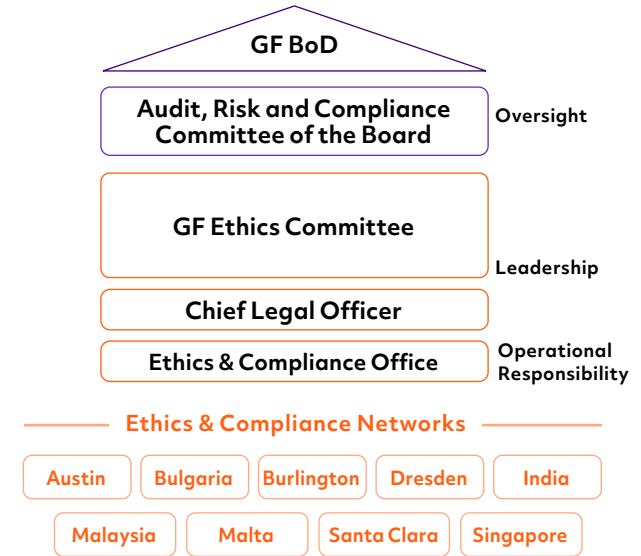 GF BoD
Audit, Risk and Compliance
Committee of the Board
Oversight
GF Ethics Committee
Leadership
Chief Legal Officer
Ethics & Compliance Office
Operational
Responsibility
Ethics & Compliance Networks
Austin
Bulgaria
Burlington
Dresden
India
Malaysia
Malta
Santa Clara
Singapore